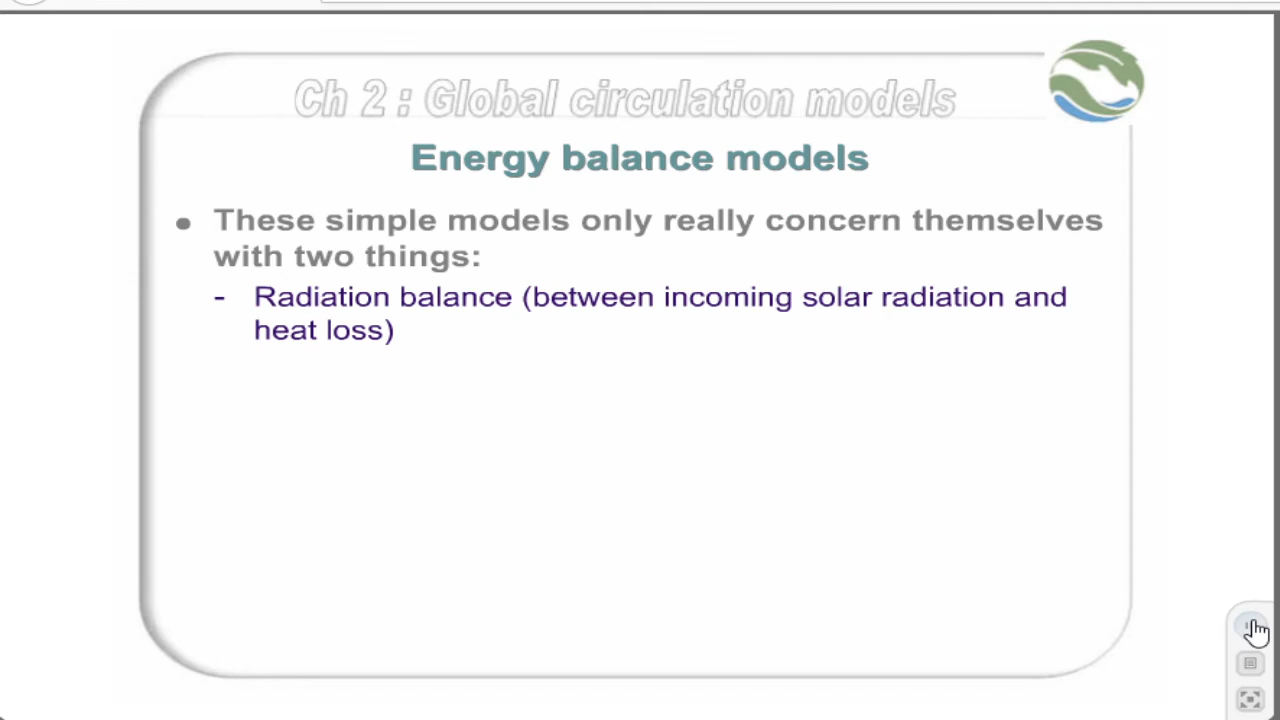 Ch 2 : Global circulation models
Energy balance models
• These simple models only really concern themselves
with two things:
- Radiation balance (between incoming solar radiation and
heat loss)